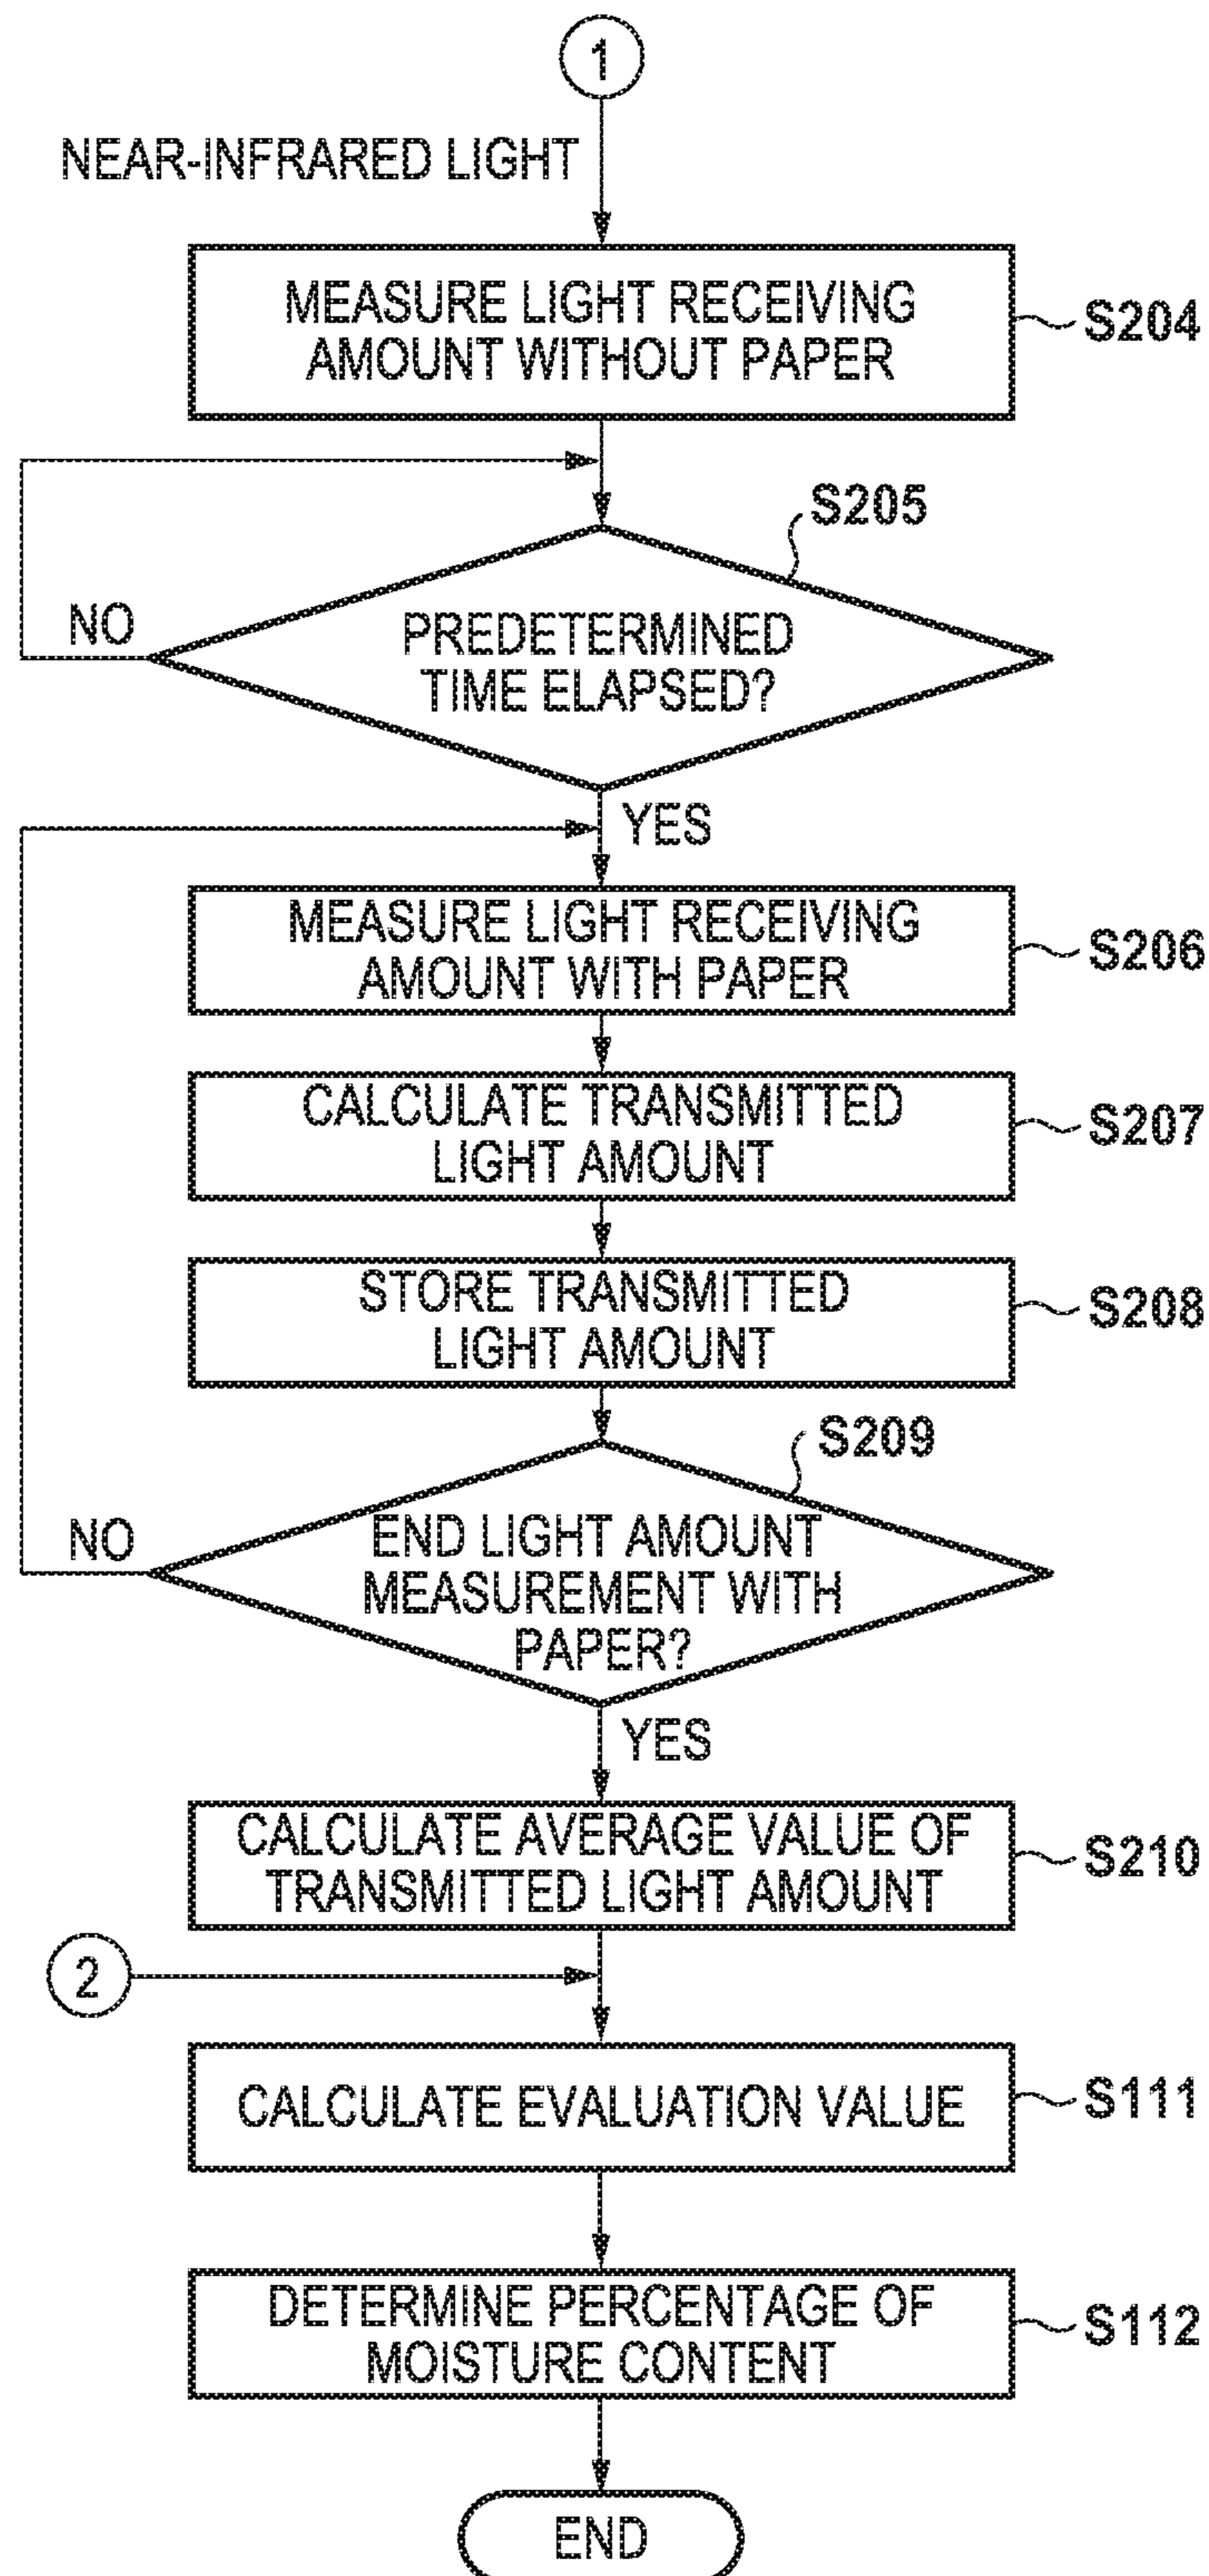 1
NEAR-INFRARED LIGHT
MEASURE LIGHT RECEIVING
AMOUNT WITHOUT PAPER
S204
S205
NO
PREDETERMINED
TIME ELAPSED?
YES
MEASURE LIGHT RECEIVING
AMOUNT WITH PAPER
S206
CALCULATE TRANSMITTED
LIGHT AMOUNT
S207
STORE TRANSMITTED
LIGHT AMOUNT
S208
S209
NO
END LIGHT AMOUNT
MEASUREMENT WITH
PAPER?
YES
CALCULATE AVERAGE VALUE OF
TRANSMITTED LIGHT AMOUNT
S210
2
CALCULATE EVALUATION VALUE
S111
DETERMINE PERCENTAGE OF
MOISTURE CONTENT
S112
END